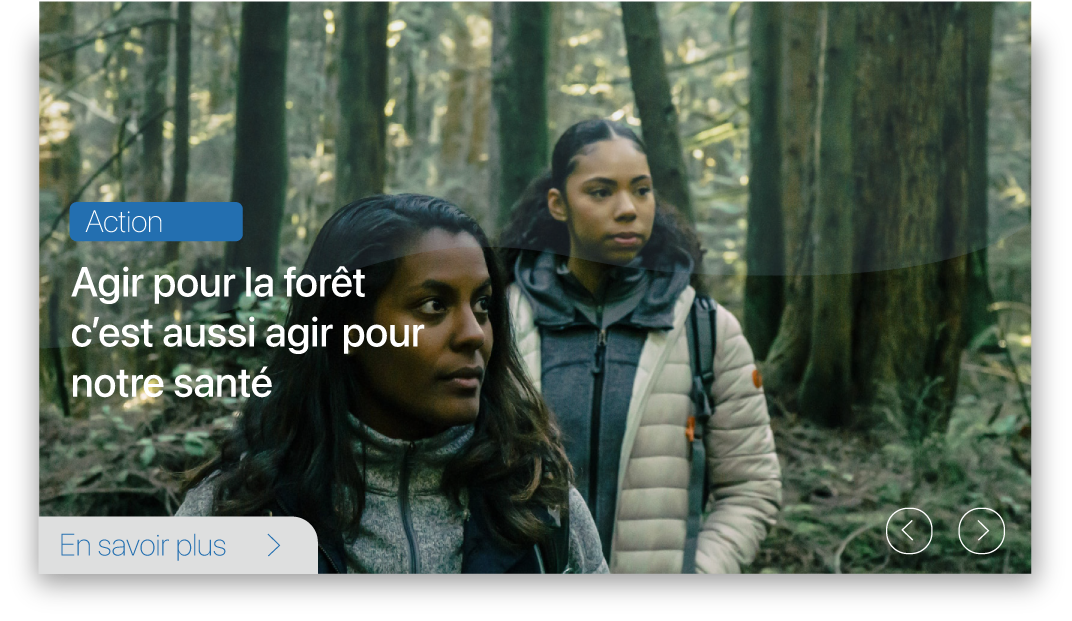 Action
Agir pour la forêt
c’est aussi agir pour
notre santé
En savoir plus